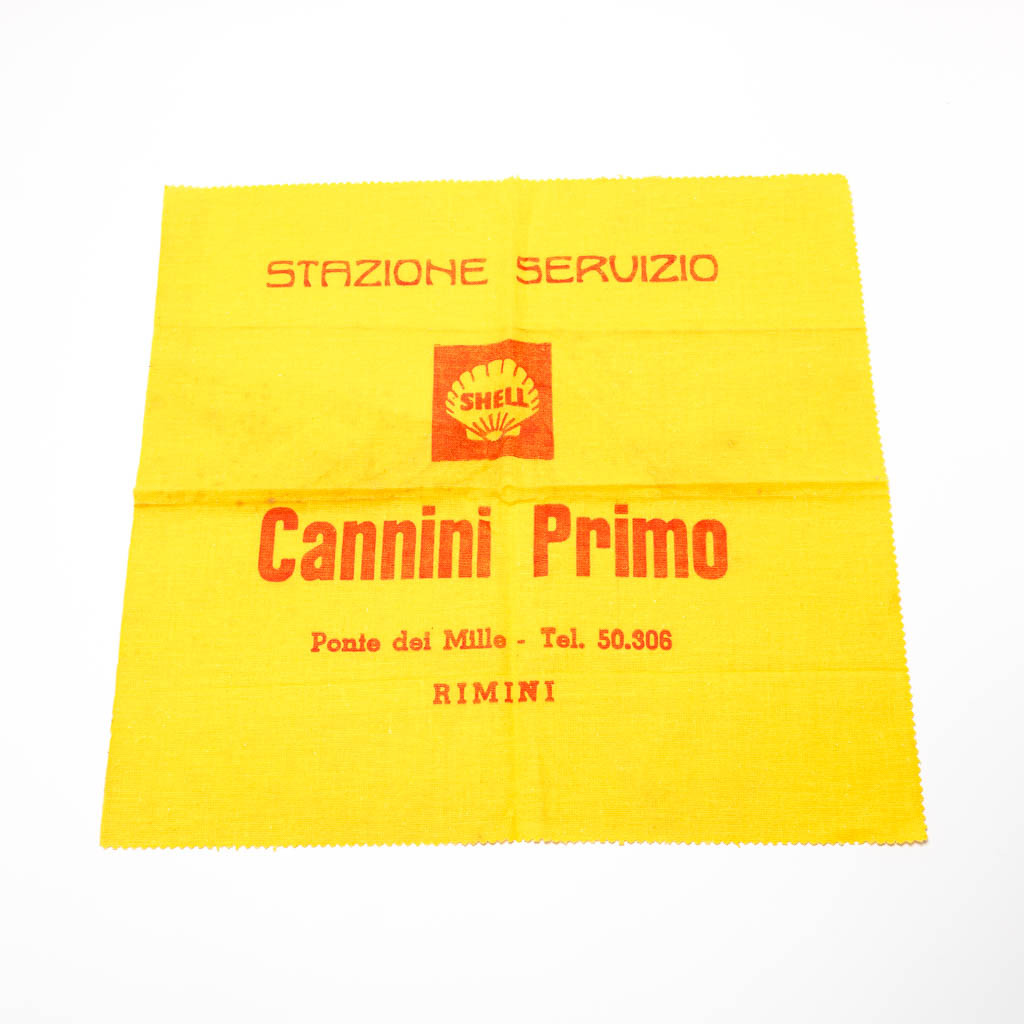 STAZIONE SERVIZIO
SHELL
Cannini Primo
Ponte dei Mille - Tel. 50.306
RIMINI